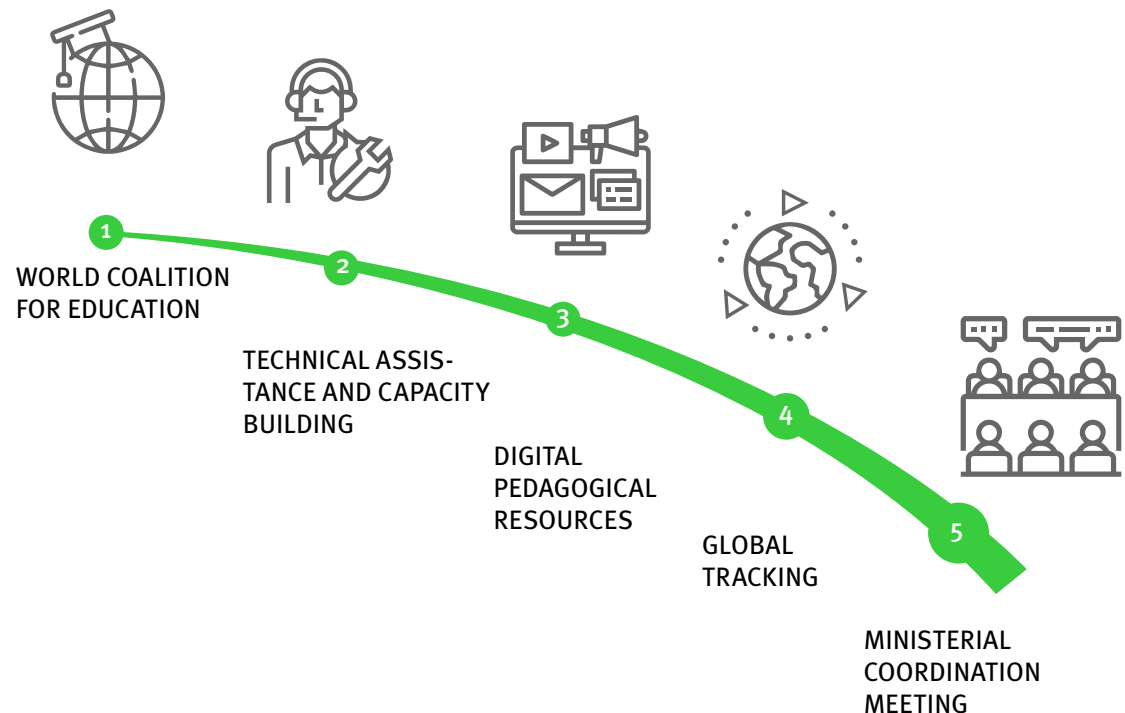 1
WORLD COALITION
FOR EDUCATION
2
TECHNICAL ASSIS-
TANCE AND CAPACITY
BUILDING
3
DIGITAL
PEDAGOGICAL
RESOURCES
4
GLOBAL
TRACKING
5
MINISTERIAL
COORDINATION
MEETING